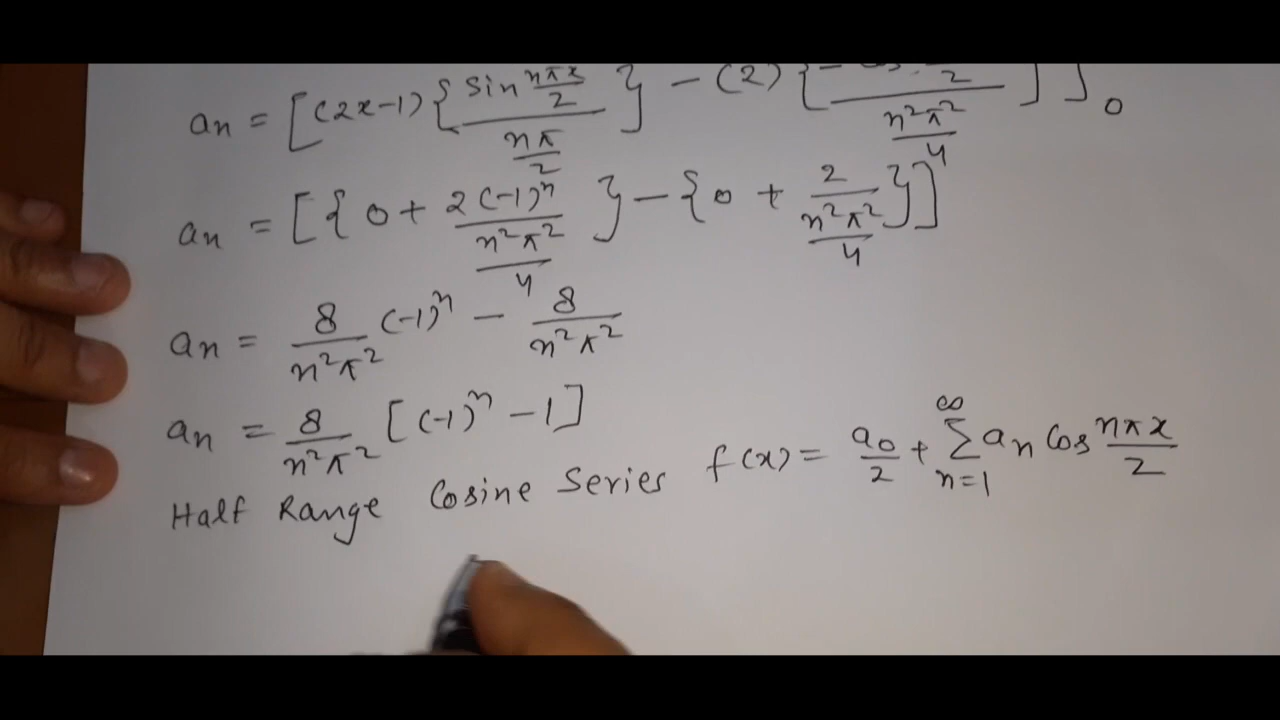 an = [(2x-1){sin nπx/2 / nπ/2} - (2){ / n²π²/4}]₀
an = [{0 + 2(-1)ⁿ / n²π²/4} - {0 + 2 / n²π²/4}]
an = 8/n²π² (-1)ⁿ - 8/n²π²
an = 8/n²π² [(-1)ⁿ - 1]
Half Range Cosine Series f(x) = a₀/2 + ∞Σn=1 an Cos nπx/2